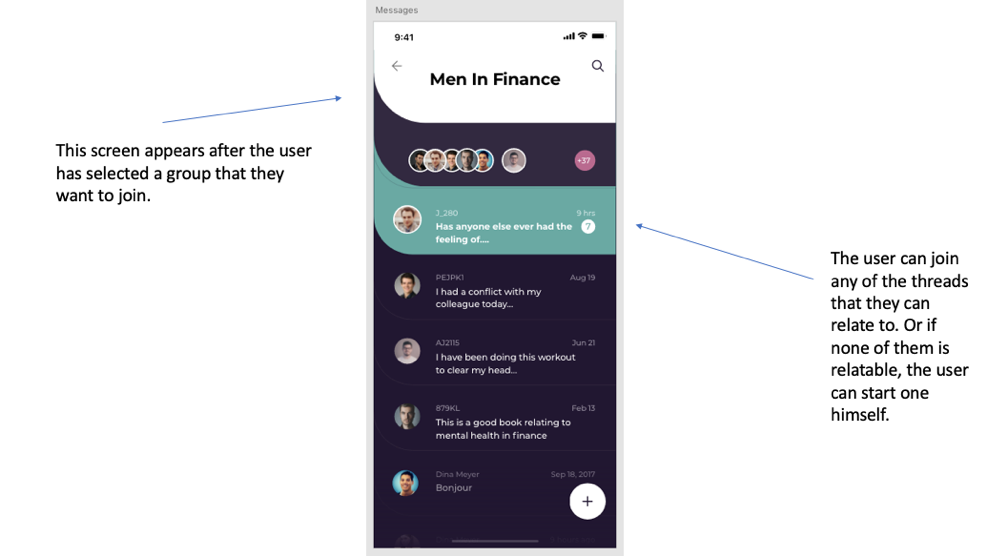 Messages
9:41
Men In Finance
+37
J_280
9 hrs
Has anyone else ever had the
7
feeling of....
PEJPK1
Aug 19
I had a conflict with my
colleague today...
AJ2115
Jun 21
I have been doing this workout
to clear my head...
879KL
Feb 13
This is a good book relating to
mental health in finance
Dina Meyer
Sep 18, 2017
Bonjour
+
This screen appears after the user
has selected a group that they
want to join.
The user can join
any of the threads
that they can
relate to. Or if
none of them is
relatable, the user
can start one
himself.